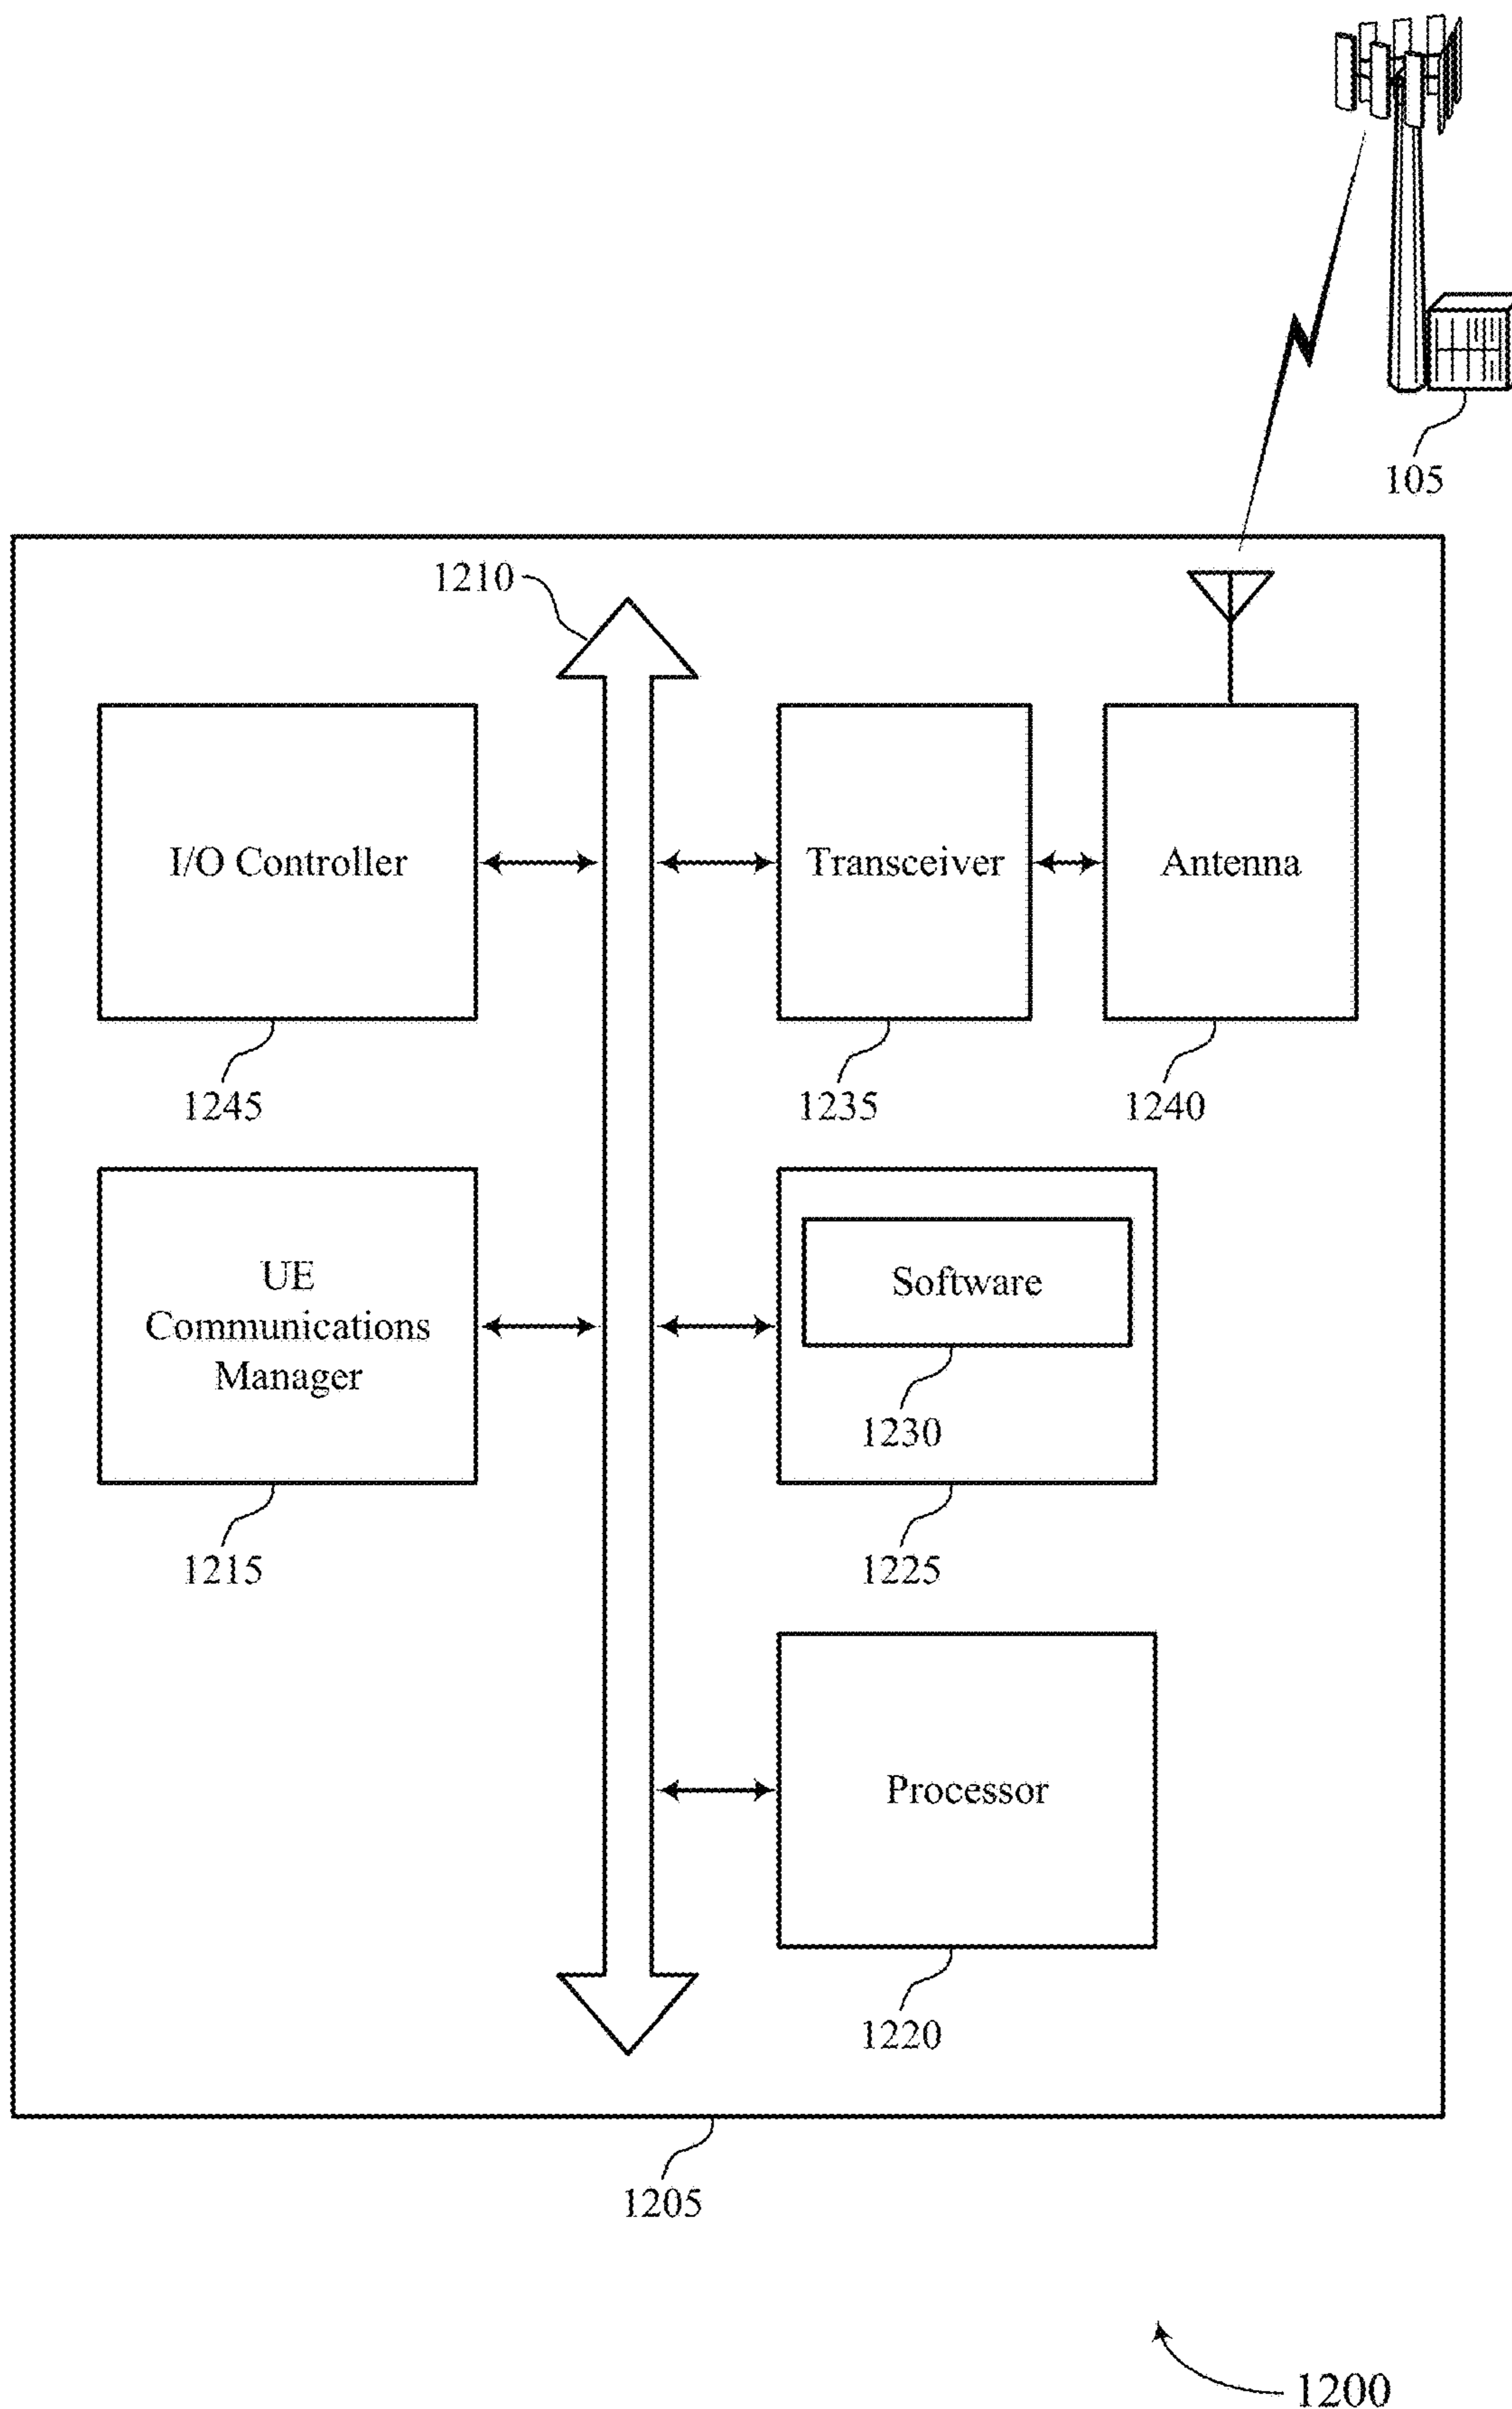 105
1210
I/O Controller
Transceiver
Antenna
1245
1235
1240
UE
Communications
Manager
Software
1230
1215
1225
Processor
1220
1205
1200